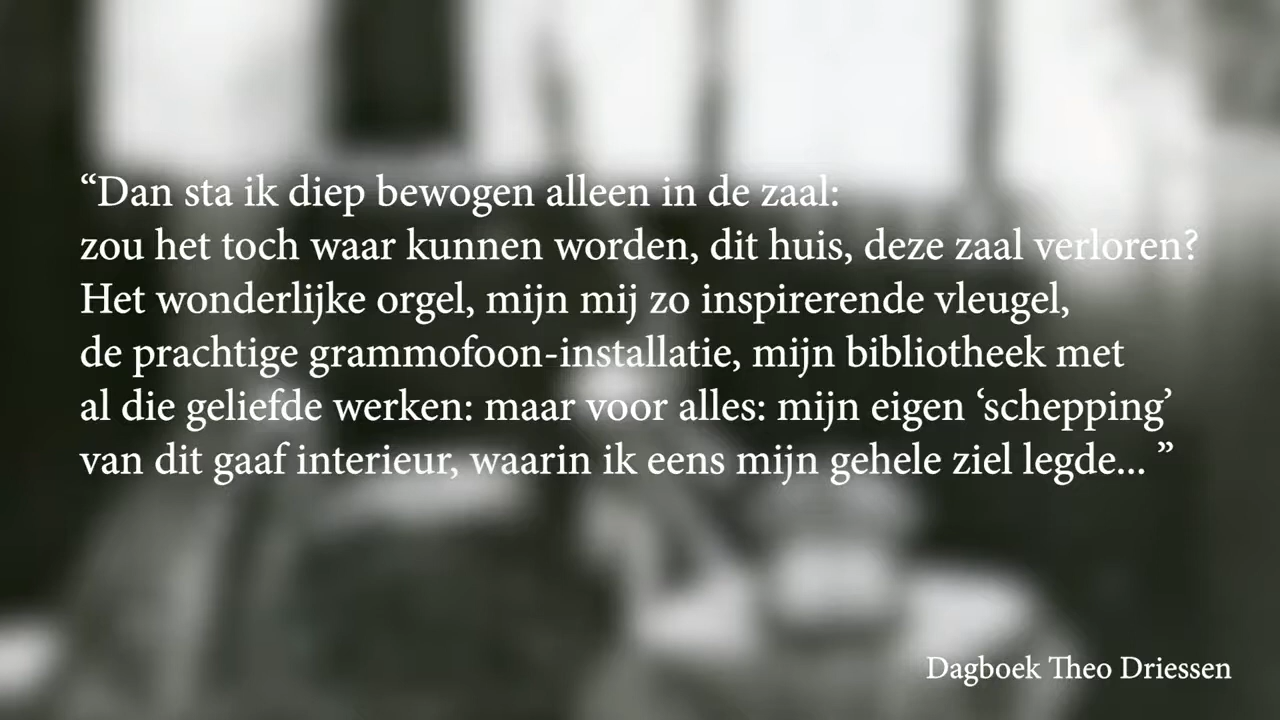 “Dan sta ik diep bewogen alleen in de zaal:
zou het toch waar kunnen worden, dit huis, deze zaal verloren?
Het wonderlijke orgel, mijn mij zo inspirerende vleugel,
de prachtige grammofoon-installatie, mijn bibliotheek met
al die geliefde werken: maar voor alles: mijn eigen ‘schepping’
van dit gaaf interieur, waarin ik eens mijn gehele ziel legde... ”
Dagboek Theo Driessen